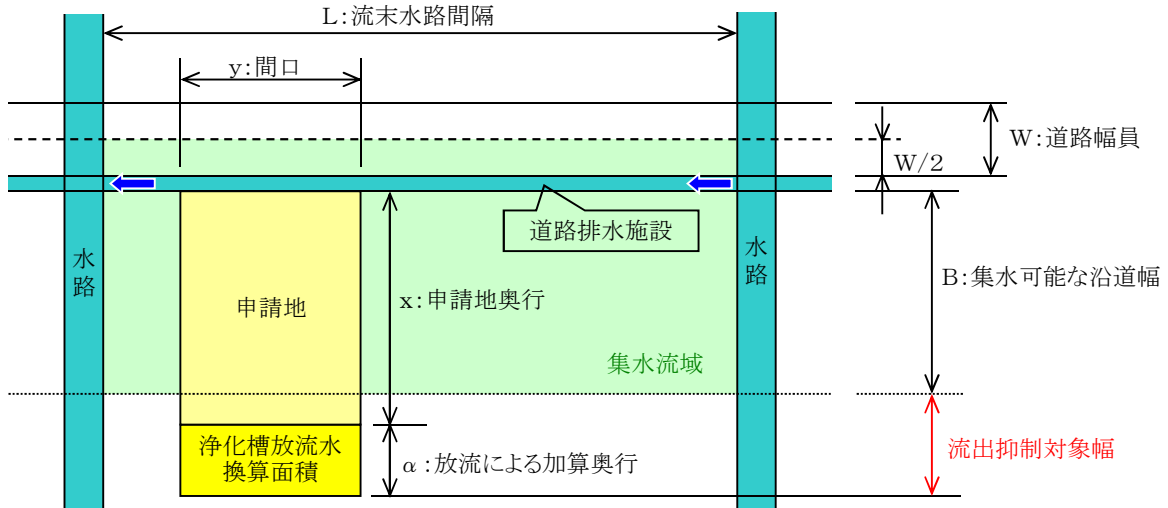 L:流末水路間隔
y:間口
W:道路幅員
W/2
道路排水施設
水路
水路
B:集水可能な沿道幅
x:申請地奥行
申請地
集水流域
浄化槽放流水
換算面積
α:放流による加算奥行
流出抑制対象幅